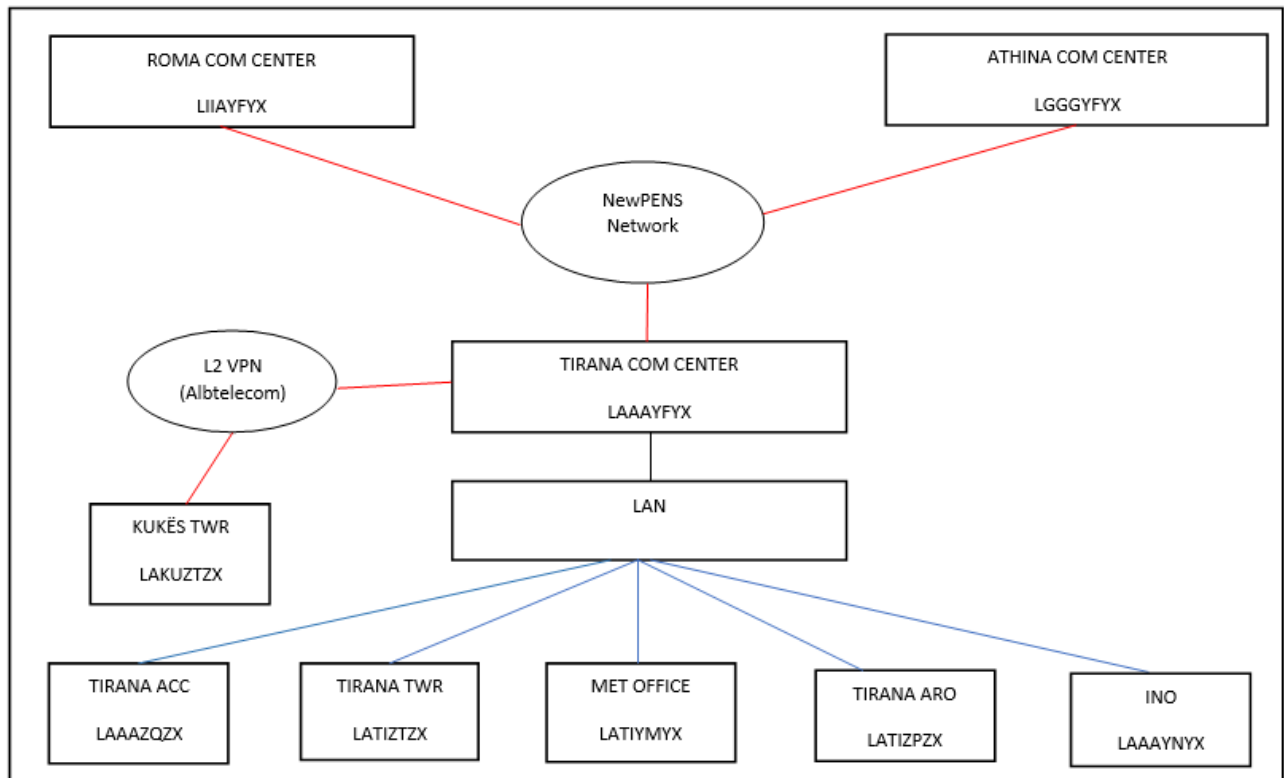 ROMA COM CENTER
LIIAYFYX
ATHINA COM CENTER
LGGGYFYX
NewPENS
Network
L2 VPN
(Albtelecom)
TIRANA COM CENTER
LAAAYFYX
LAN
KUKËS TWR
LAKUZTZX
TIRANA ACC
LAAAZQZX
TIRANA TWR
LATIZTZX
MET OFFICE
LATIYMYX
TIRANA ARO
LATIZPZX
INO
LAAAYNYX